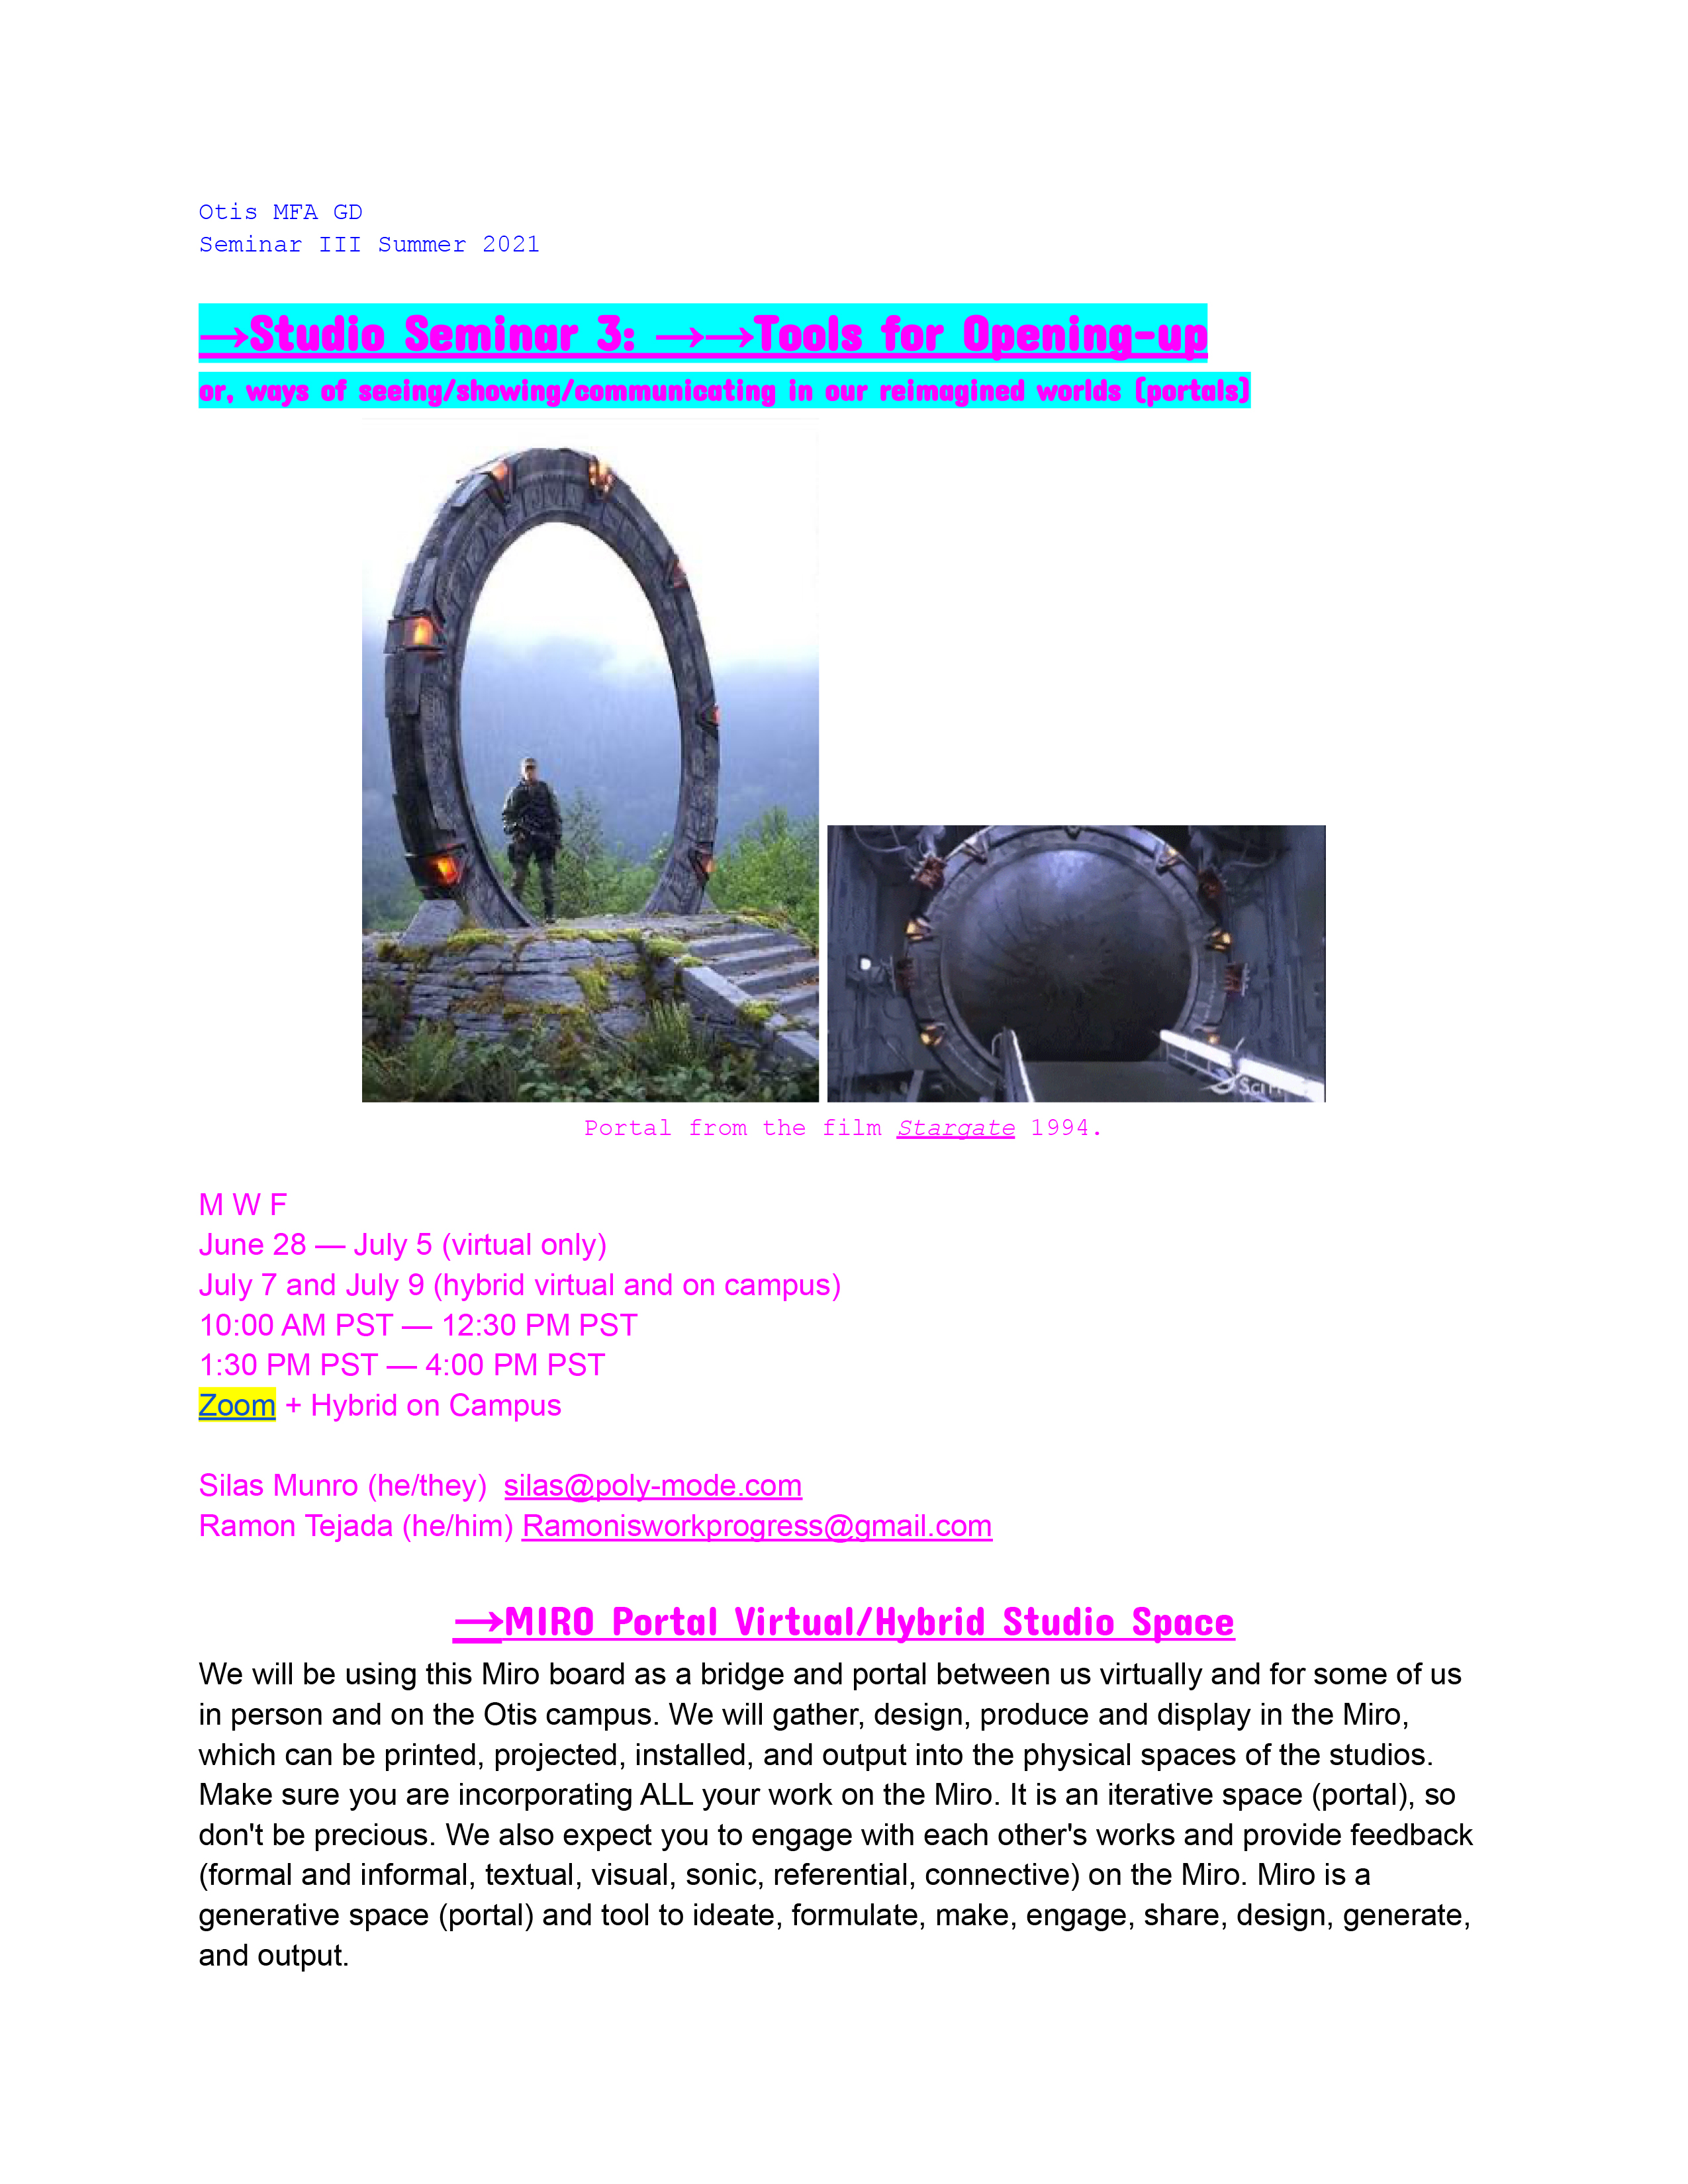 Otis MFA GD
Seminar III Summer 2021
→Studio Seminar 3: →→Tools for Opening-up
or, ways of seeing/showing/communicating in our reimagined worlds (portals)
Portal from the film Stargate 1994.
M W F
June 28 — July 5 (virtual only)
July 7 and July 9 (hybrid virtual and on campus)
10:00 AM PST — 12:30 PM PST
1:30 PM PST — 4:00 PM PST
Zoom + Hybrid on Campus
Silas Munro (he/they)  silas@poly-mode.com
Ramon Tejada (he/him) Ramonisworkprogress@gmail.com
→MIRO Portal Virtual/Hybrid Studio Space
We will be using this Miro board as a bridge and portal between us virtually and for some of us
in person and on the Otis campus. We will gather, design, produce and display in the Miro,
which can be printed, projected, installed, and output into the physical spaces of the studios.
Make sure you are incorporating ALL your work on the Miro. It is an iterative space (portal), so
don't be precious. We also expect you to engage with each other's works and provide feedback
(formal and informal, textual, visual, sonic, referential, connective) on the Miro. Miro is a
generative space (portal) and tool to ideate, formulate, make, engage, share, design, generate,
and output.